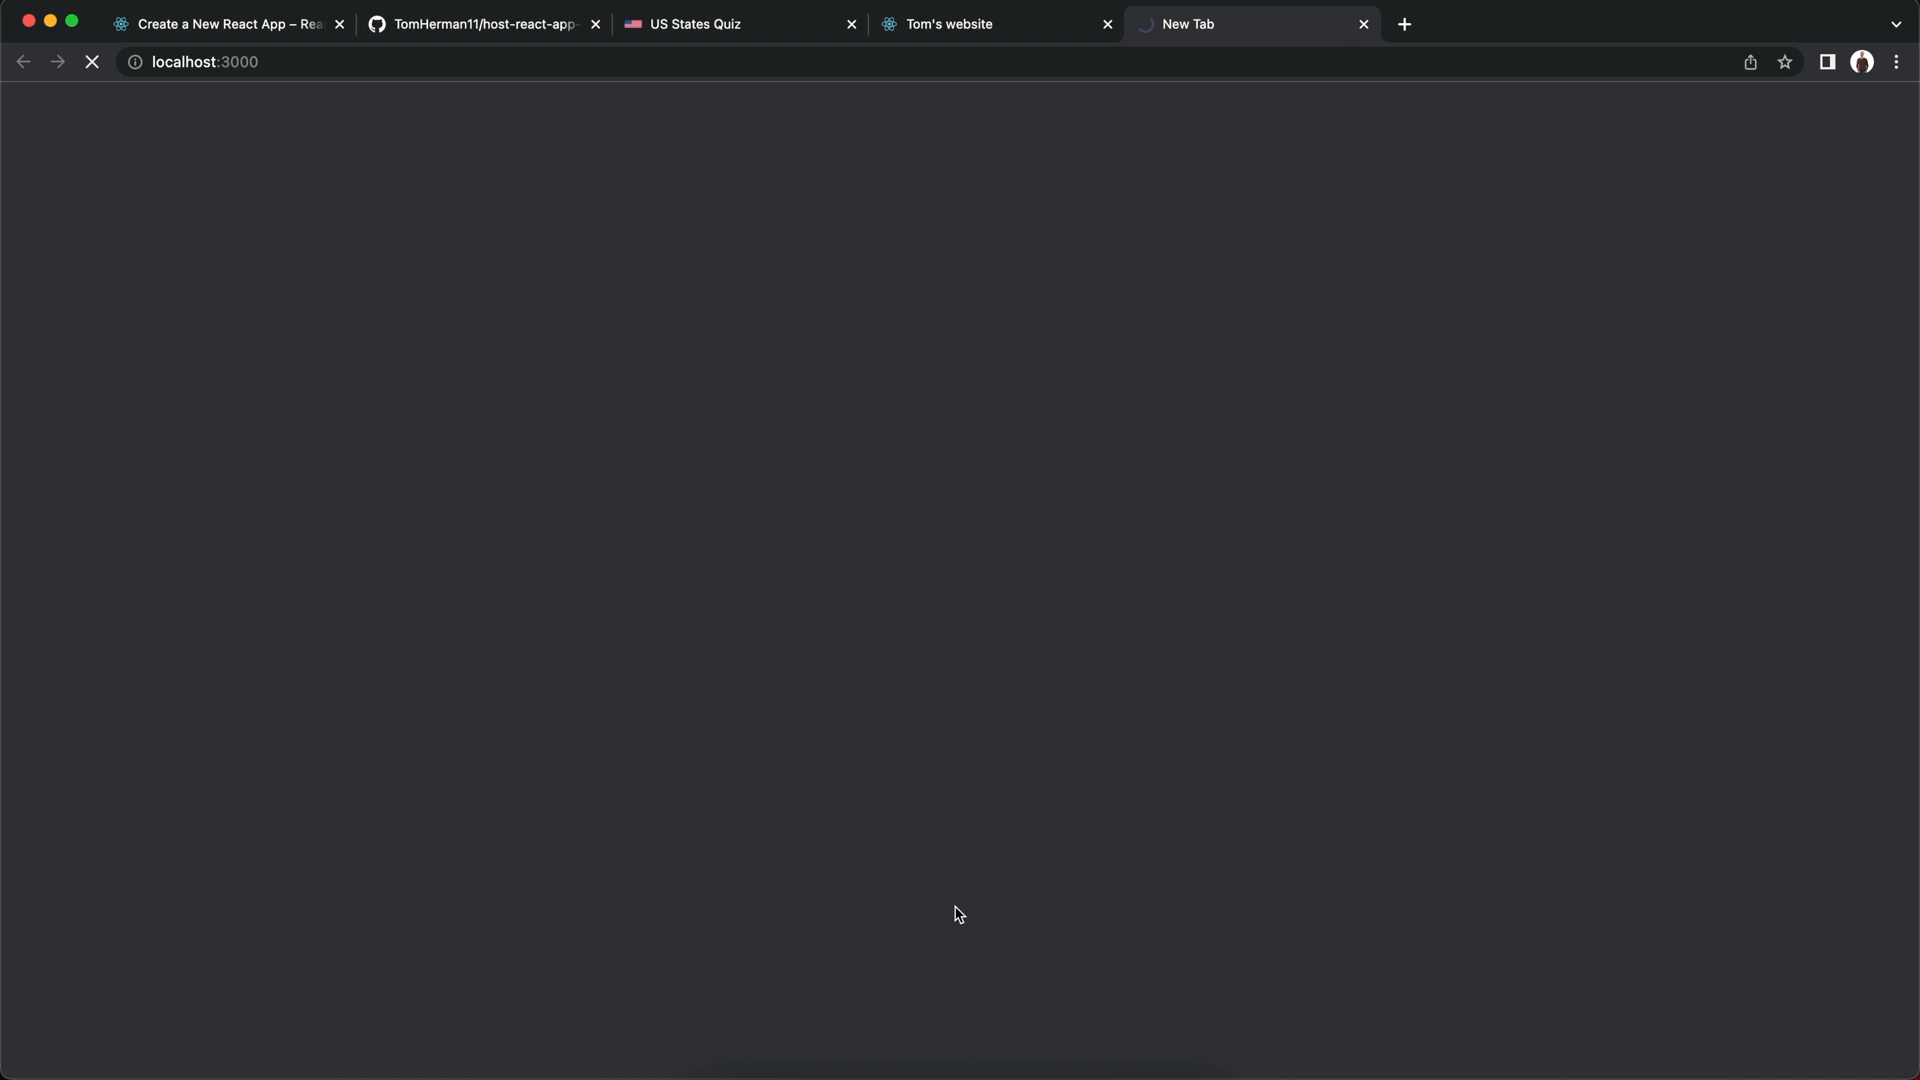 Create a New React App – Rea
TomHerman11/host-react-app-
US States Quiz
Tom's website
New Tab
localhost:3000